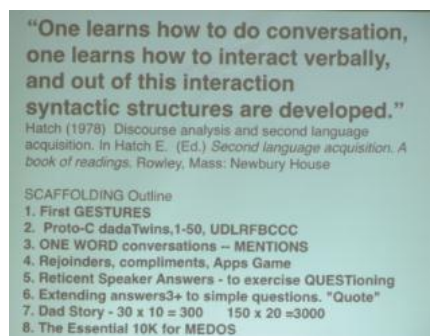 “One learns how to do conversation,
one learns how to interact verbally,
and out of this interaction
syntactic structures are developed.”
Hatch (1978) Discourse analysis and second language
acquisition. In Hatch E. (Ed.) Second language acquisition. A
book of readings. Rowley, Mass: Newbury House
SCAFFOLDING Outline
1. First GESTURES
2. Proto-C dadaTwins,1-50, UDLRFBCCC
3. ONE WORD conversations -- MENTIONS
4. Rejoinders, compliments, Apps Game
5. Reticent Speaker Answers - to exercise QUESTioning
6. Extending answers3+ to simple questions. "Quote"
7. Dad Story - 30 x 10 = 300 150 x 20 =3000
8. The Essential 10K for MEDOS